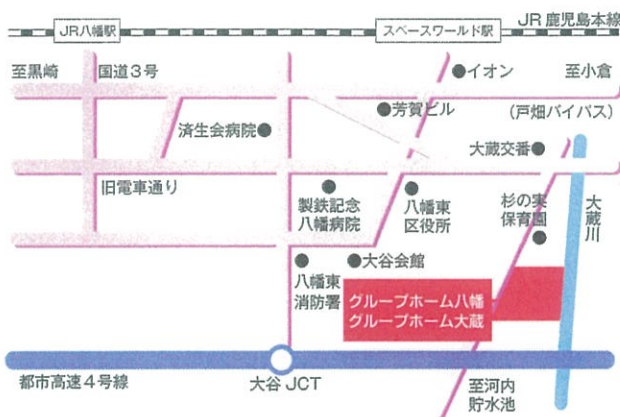 JR鹿児島本線
JR八幡駅
スペースワールド駅
至黒崎
国道3号
イオン
至小倉
芳賀ビル
(戸畑バイパス)
済生会病院
大蔵交番
旧電車通り
製鉄記念
八幡病院
八幡東
区役所
杉の実
保育園
大蔵川
八幡東
消防署
大谷会館
グループホーム八幡
グループホーム大蔵
都市高速4号線
大谷JCT
至河内
貯水池